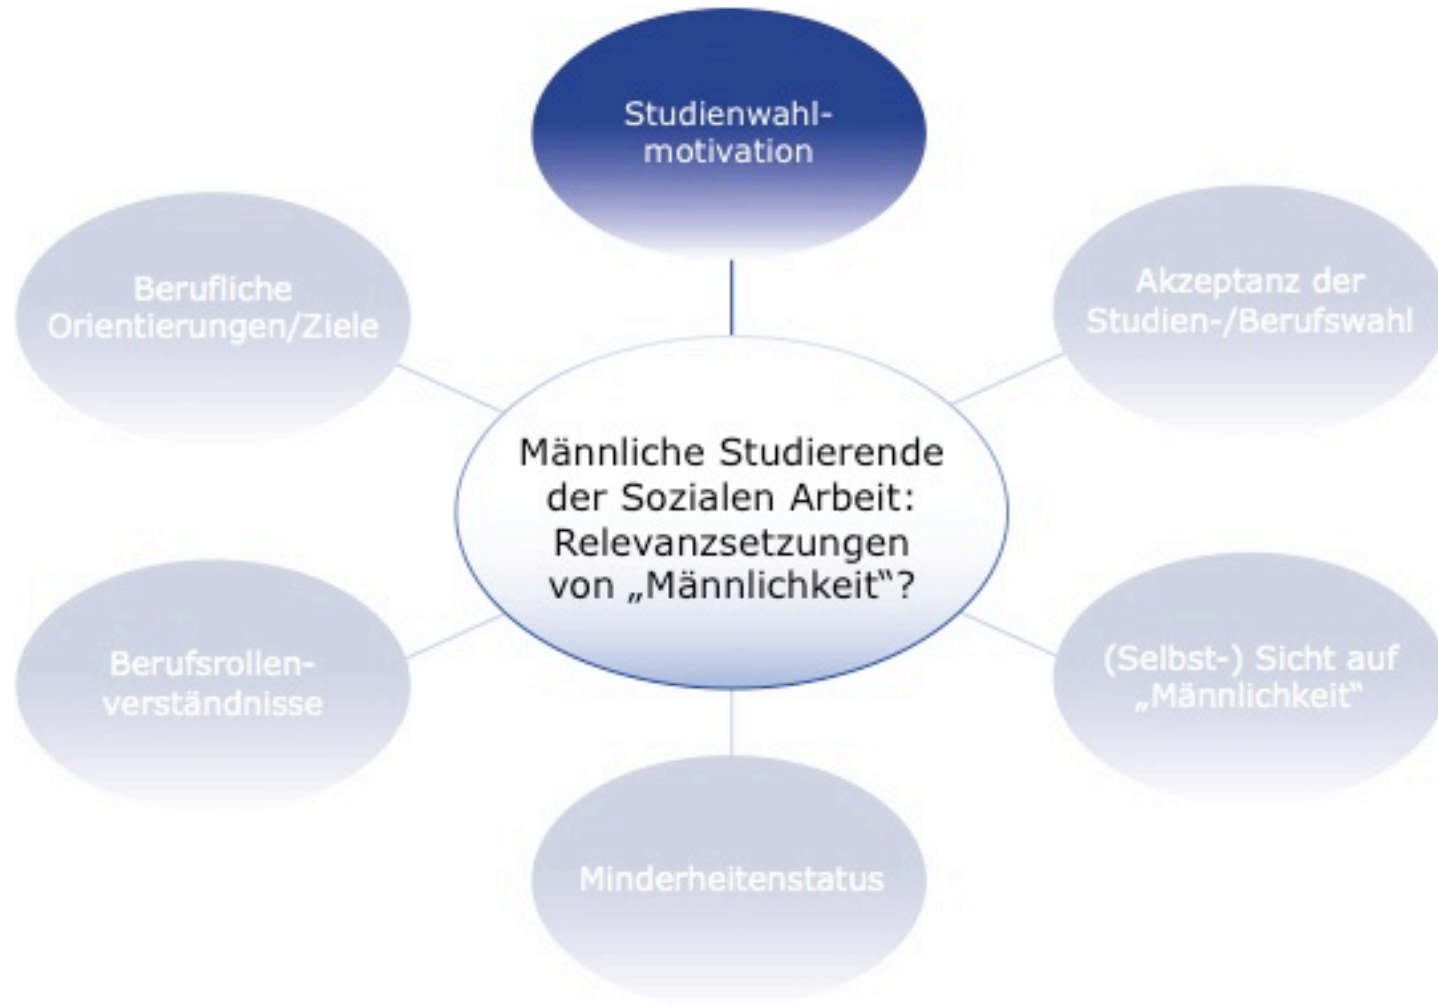 Studienwahl-
motivation
Akzeptanz der
Studien-/Berufswahl
(Selbst-) Sicht auf
„Männlichkeit“
Minderheitenstatus
Berufsrollen-
verständnisse
Berufliche
Orientierungen/Ziele
Männliche Studierende
der Sozialen Arbeit:
Relevanzsetzungen
von „Männlichkeit“?